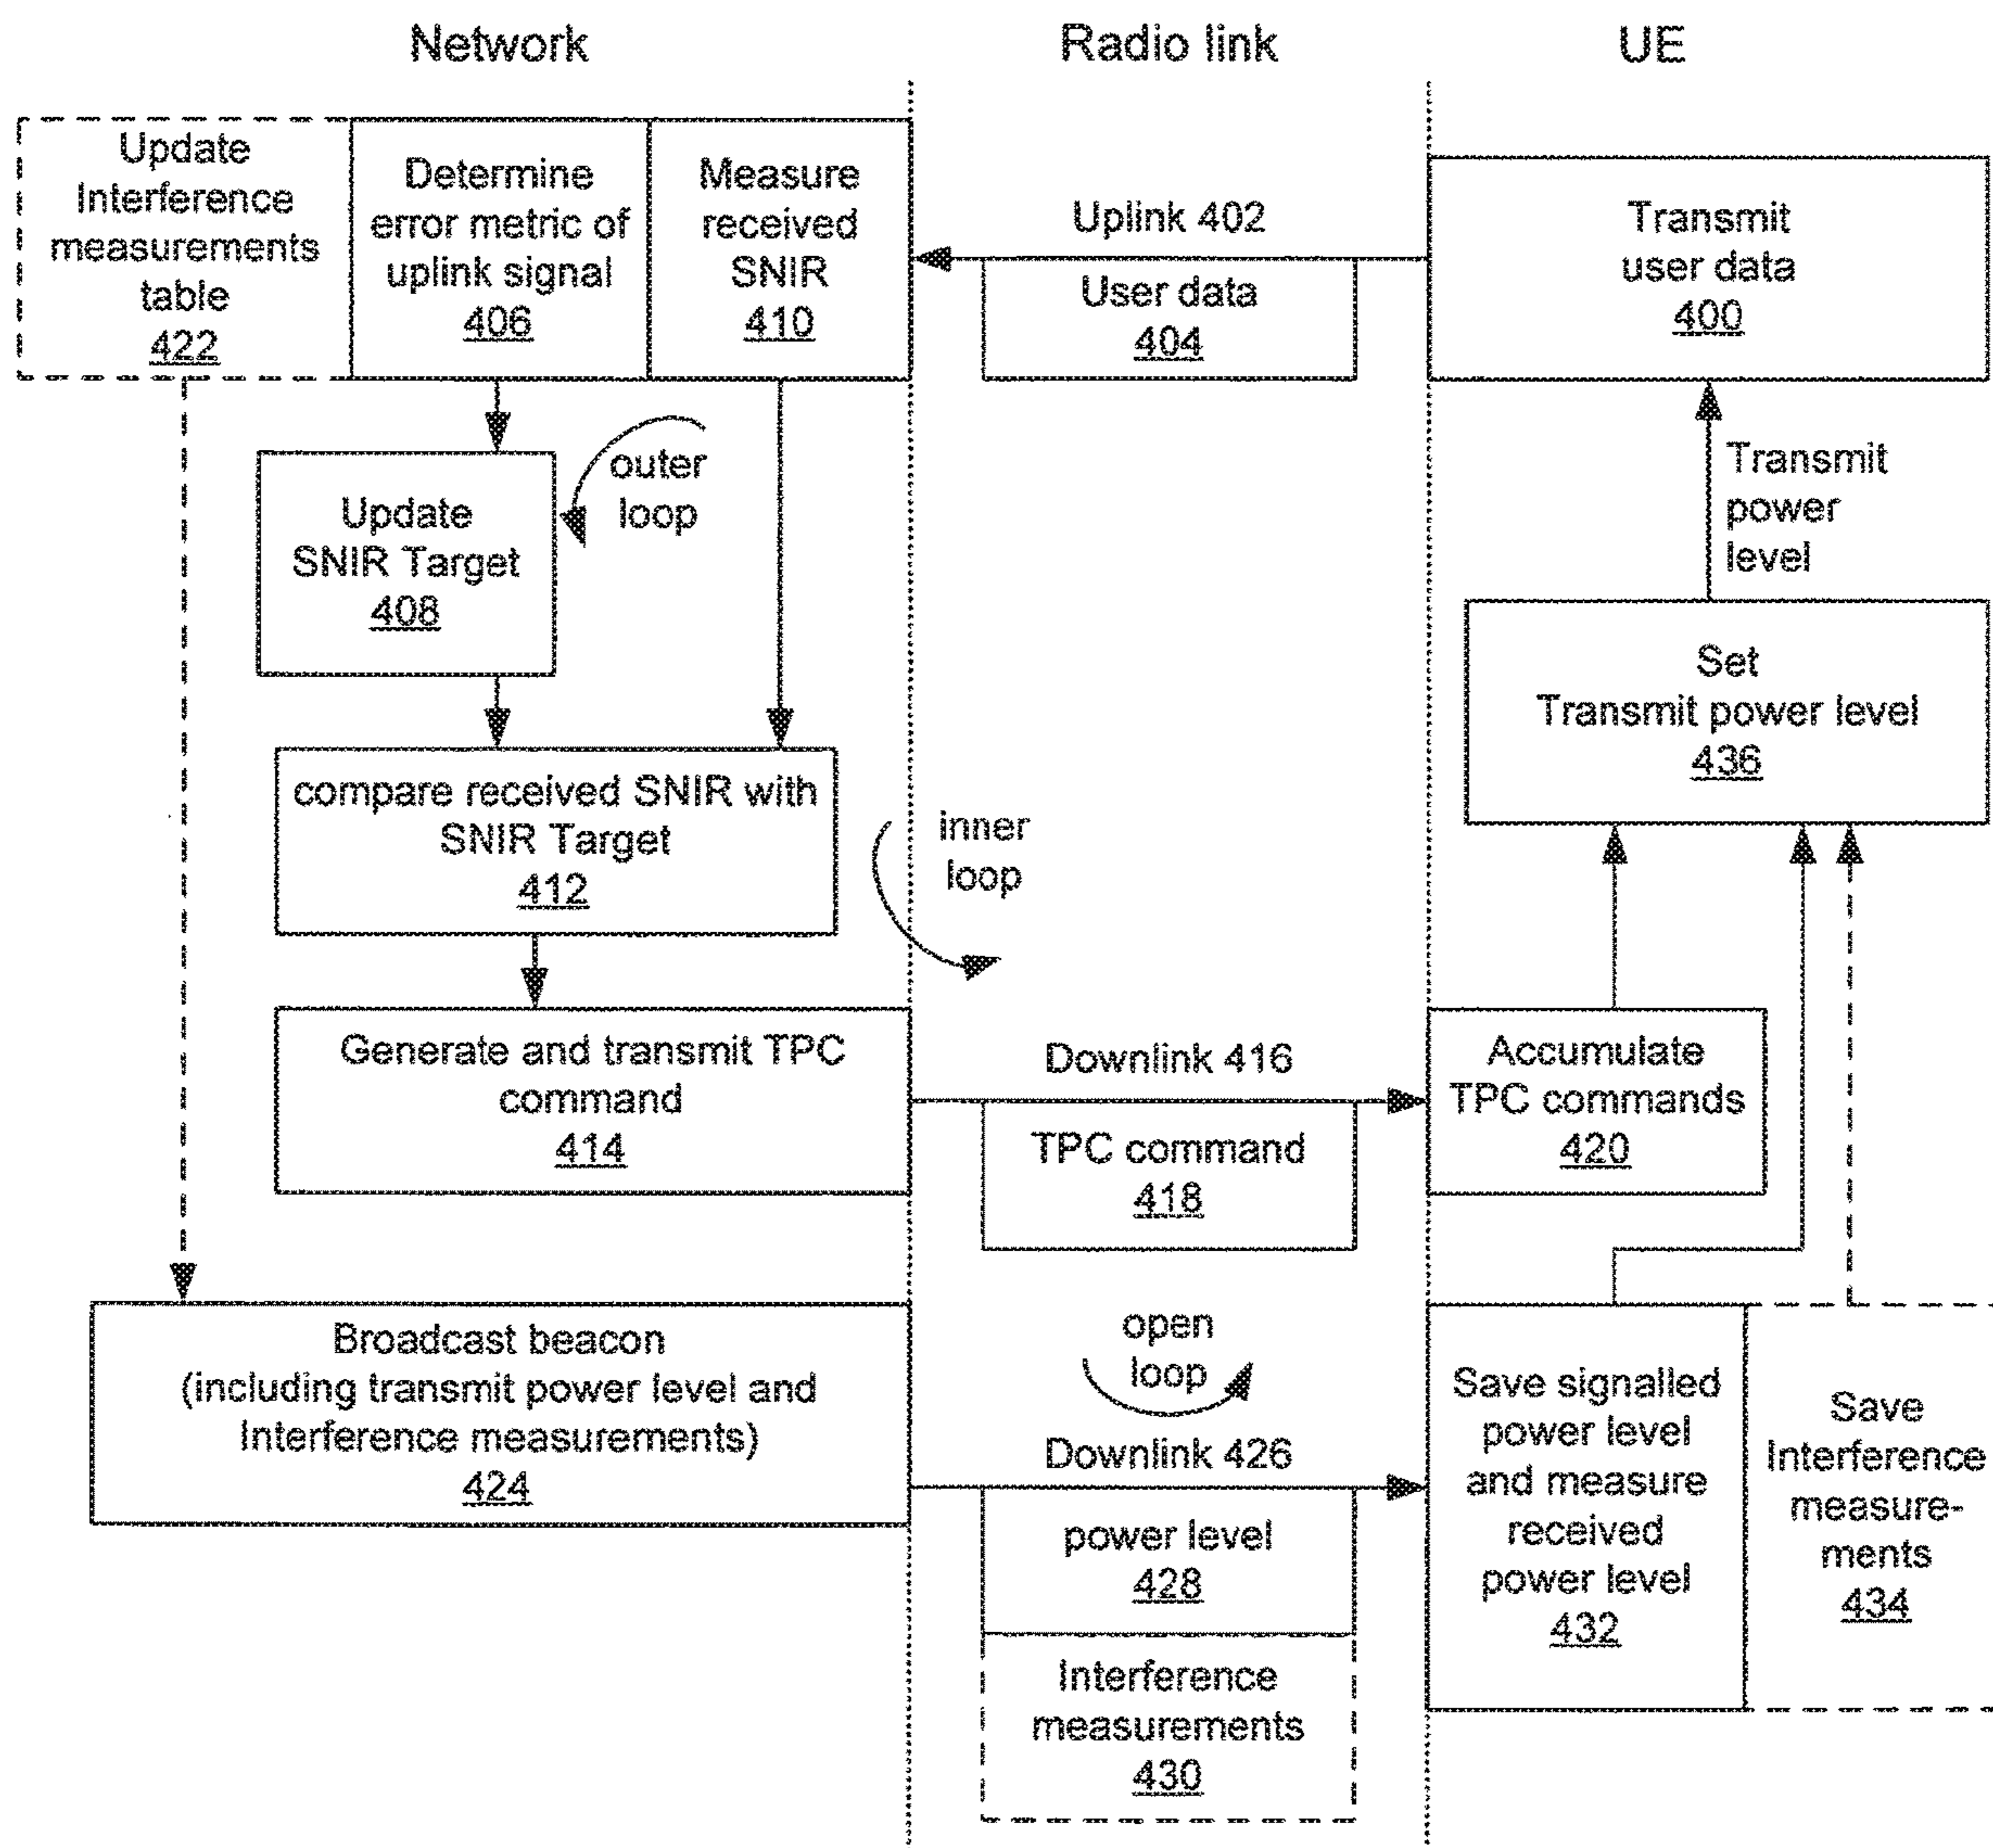 Network
Radio link
UE
Update
Interference
measurements
table
422
Determine
error metric of
uplink signal
406
Measure
received
SNIR
410
Uplink 402
User data
404
Transmit
user data
400
outer
loop
Update
SNIR Target
408
Transmit
power
level
Set
Transmit power level
436
compare received SNIR with
SNIR Target
412
inner
loop
Generate and transmit TPC
command
414
Downlink 416
TPC command
418
Accumulate
TPC commands
420
Broadcast beacon
(including transmit power level and
Interference measurements)
424
open
loop
Downlink 426
power level
428
Interference
measurements
430
Save signalled
power level
and measure
received
power level
432
Save
Interference
measure-
ments
434